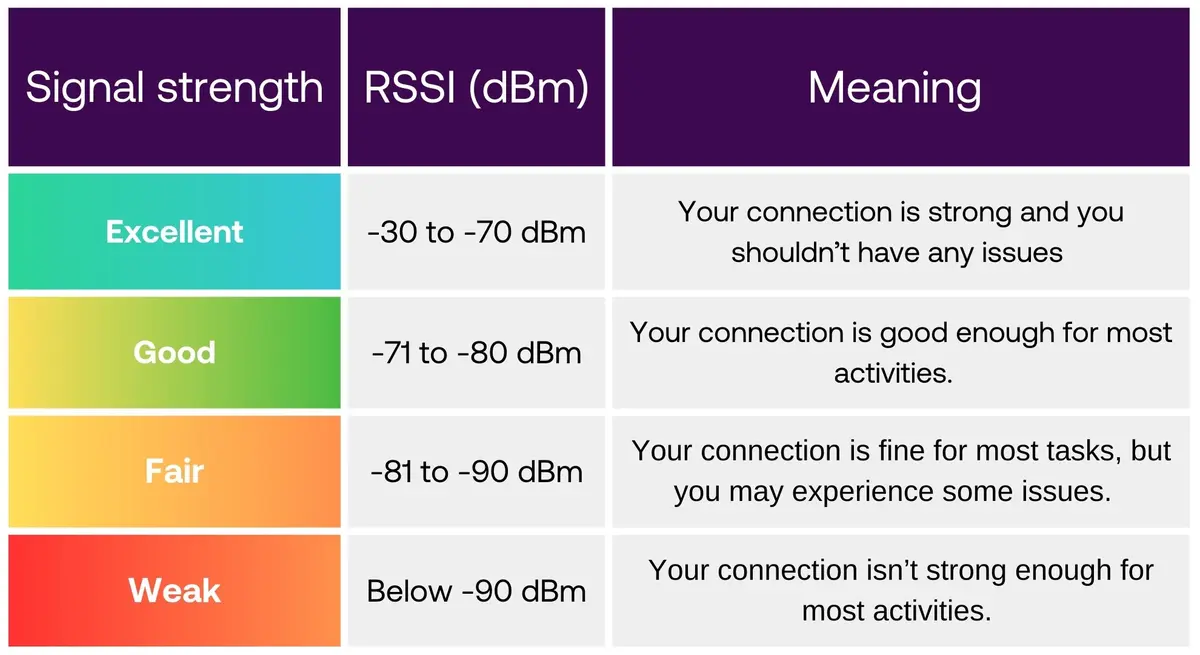 Signal strength
RSSI (dBm)
Meaning
Excellent
-30 to -70 dBm
Your connection is strong and you
shouldn’t have any issues
Good
-71 to -80 dBm
Your connection is good enough for most
activities.
Fair
-81 to -90 dBm
Your connection is fine for most tasks, but
you may experience some issues.
Weak
Below -90 dBm
Your connection isn’t strong enough for
most activities.